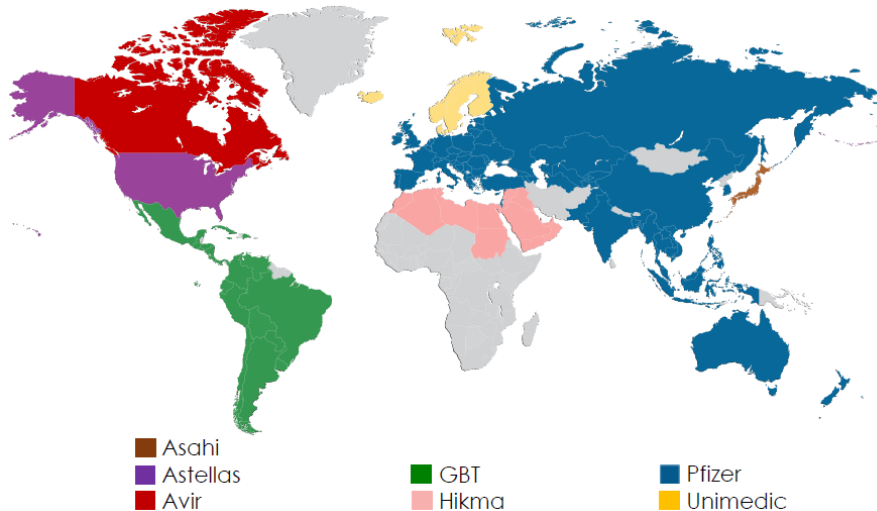 Asahi
Astellas
Avir
GBT
Hikma
Pfizer
Unimedic